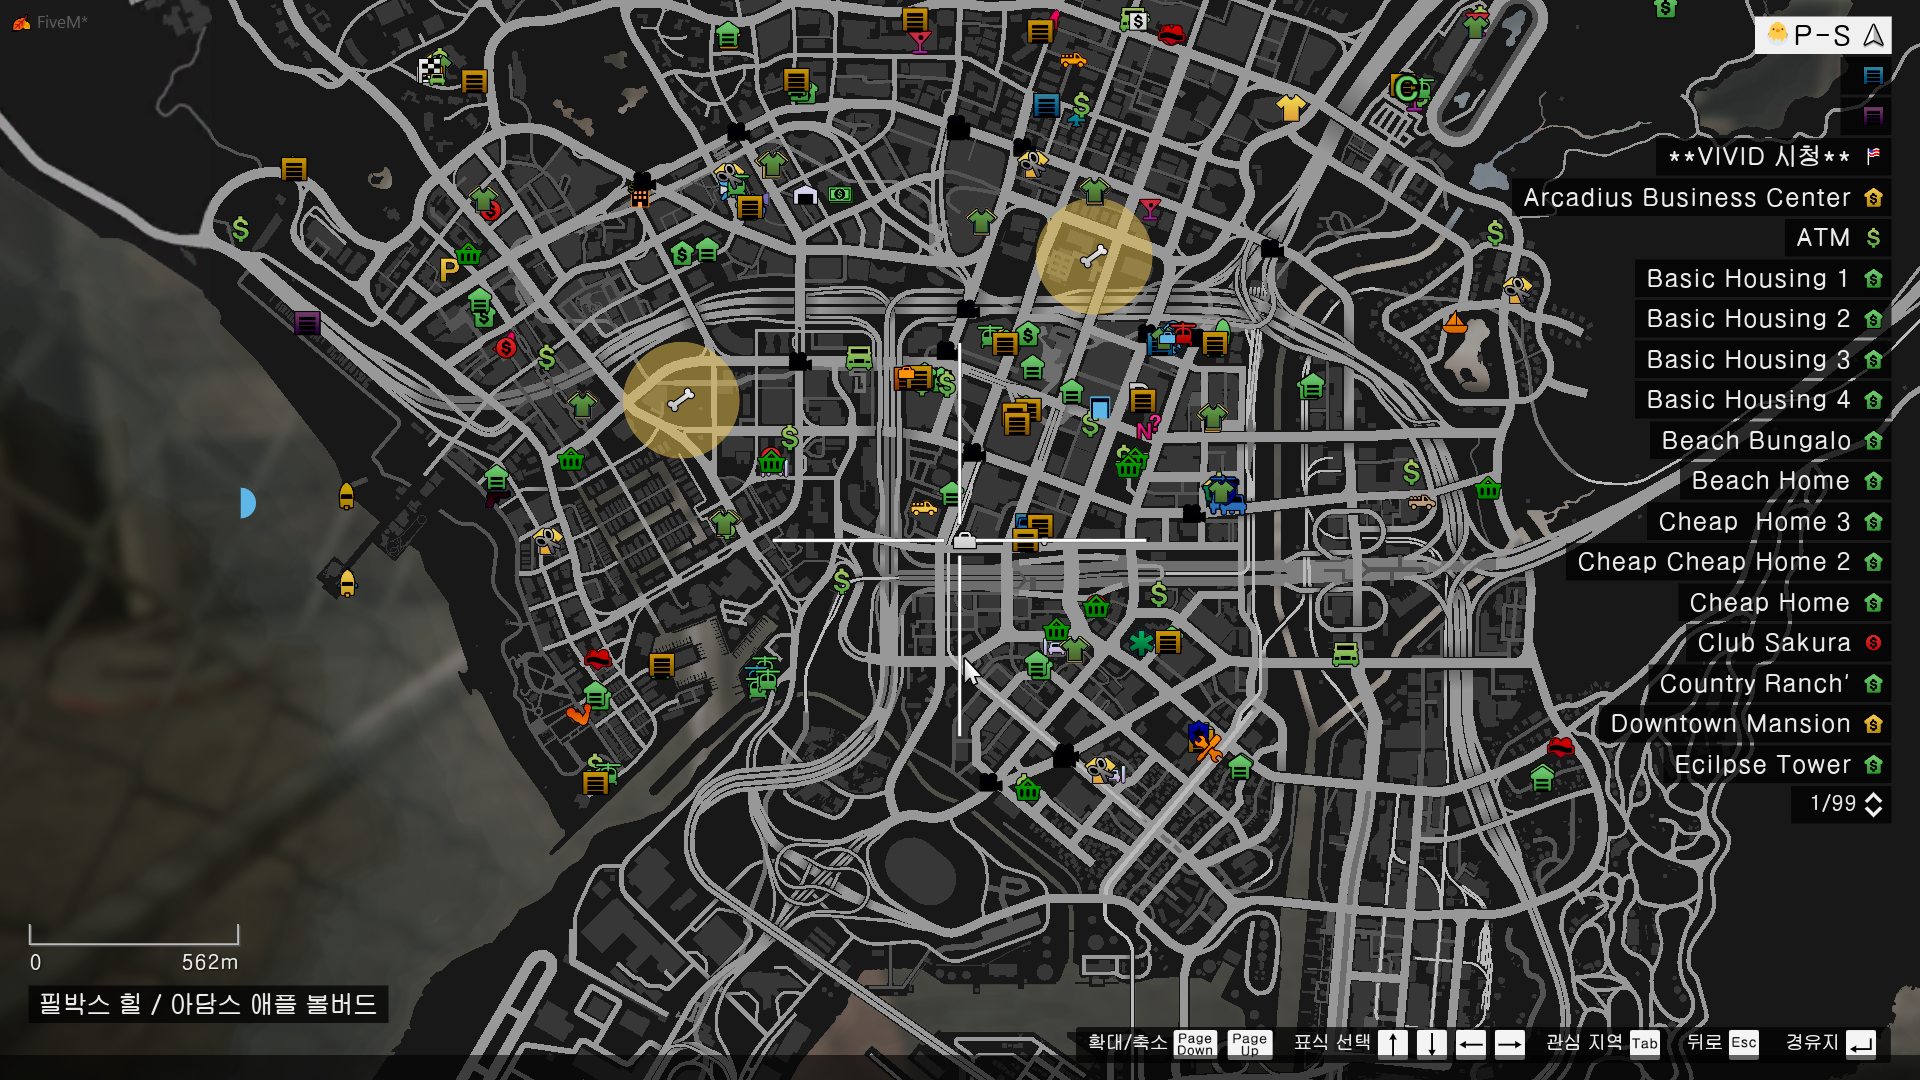 FiveM*
P-S
**VIVID 시청**
Arcadius Business Center
ATM
Basic Housing 1
Basic Housing 2
Basic Housing 3
Basic Housing 4
Beach Bungalo
Beach Home
Cheap  Home 3
Cheap Cheap Home 2
Cheap Home
Club Sakura
Country Ranch'
Downtown Mansion
Ecilpse Tower
1/99
0 562m
필박스 힐 / 아담스 애플 볼버드
확대/축소 Page Down Page Up 표식 선택 ↑ ↓ ← → 관심 지역 Tab 뒤로 Esc 경유지